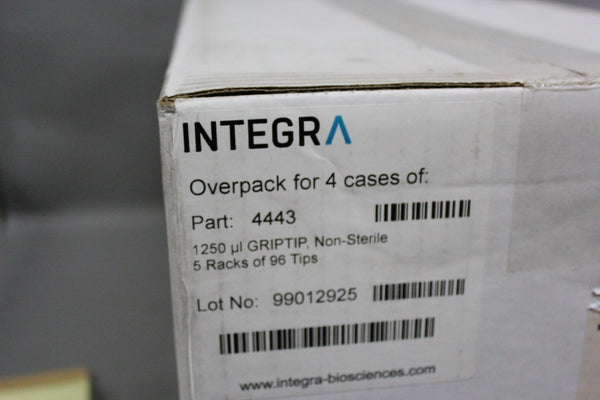 INTEGRA
Overpack for 4 cases of:
Part: 4443
1250 µl GRIPTIP, Non-Sterile
5 Racks of 96 Tips
Lot No: 99012925
www.integra-biosciences.com